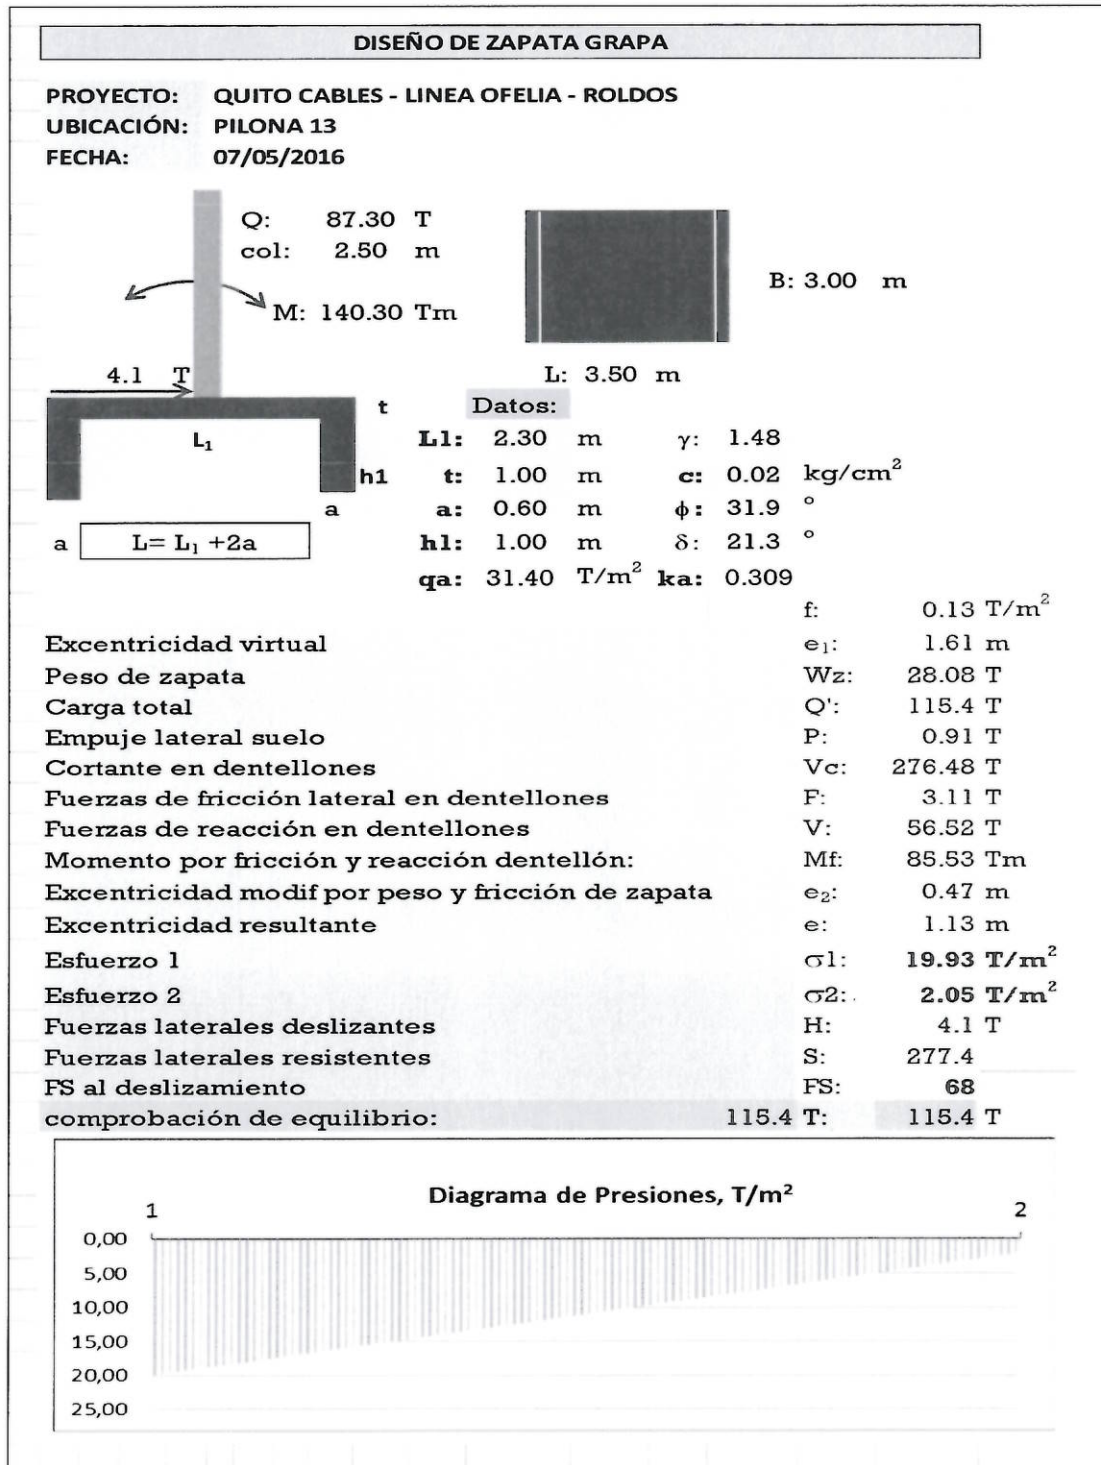 DISEÑO DE ZAPATA GRAPA
PROYECTO: QUITO CABLES - LINEA OFELIA - ROLDOS
UBICACIÓN: PILONA 13
FECHA: 07/05/2016
Q: 87.30 T
col: 2.50 m
B: 3.00 m
M: 140.30 Tm
4.1 T
L: 3.50 m
t Datos:
L₁ L1: 2.30 m γ: 1.48
h1 t: 1.00 m c: 0.02 kg/cm²
a a: 0.60 m ϕ: 31.9 °
a L= L₁ +2a h1: 1.00 m δ: 21.3 °
qa: 31.40 T/m² ka: 0.309
f: 0.13 T/m²
Excentricidad virtual e₁: 1.61 m
Peso de zapata Wz: 28.08 T
Carga total Q': 115.4 T
Empuje lateral suelo P: 0.91 T
Cortante en dentellones Vc: 276.48 T
Fuerzas de fricción lateral en dentellones F: 3.11 T
Fuerzas de reacción en dentellones V: 56.52 T
Momento por fricción y reacción dentellón: Mf: 85.53 Tm
Excentricidad modif por peso y fricción de zapata e₂: 0.47 m
Excentricidad resultante e: 1.13 m
Esfuerzo 1 σ1: 19.93 T/m²
Esfuerzo 2 σ2: 2.05 T/m²
Fuerzas laterales deslizantes H: 4.1 T
Fuerzas laterales resistentes S: 277.4
FS al deslizamiento FS: 68
comprobación de equilibrio: 115.4 T: 115.4 T
Diagrama de Presiones, T/m²
1 2
0,00
5,00
10,00
15,00
20,00
25,00